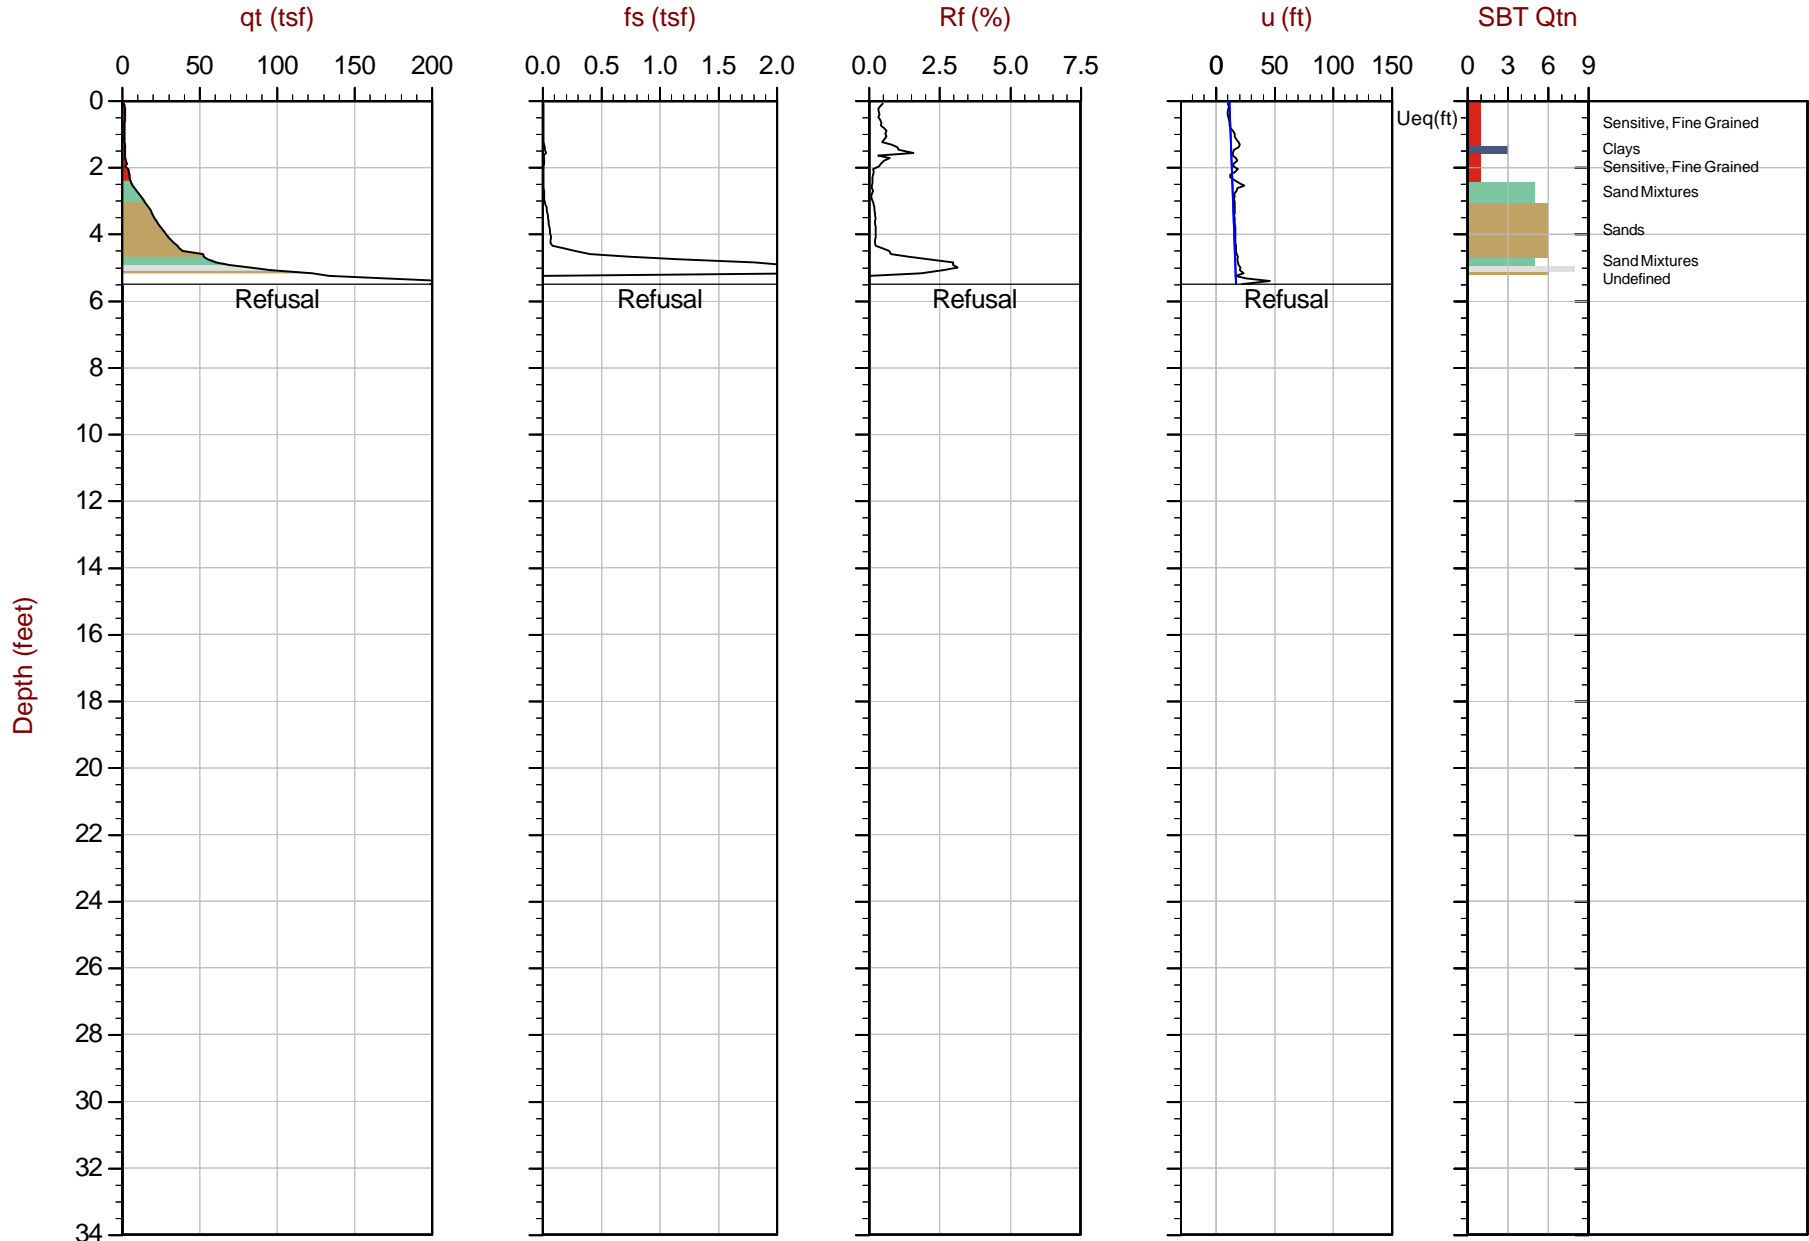 qt (tsf)
fs (tsf)
Rf (%)
u (ft)
SBT Qtn
0 50 100 150 200
0.0 0.5 1.0 1.5 2.0
0.0 2.5 5.0 7.5
0 50 100 150
0 3 6 9
Depth (feet)
0
2
4
6
8
10
12
14
16
18
20
22
24
26
28
30
32
34
Refusal
Refusal
Refusal
Refusal
Ueq(ft)
Sensitive, Fine Grained
Clays
Sensitive, Fine Grained
Sand Mixtures
Sands
Sand Mixtures
Undefined